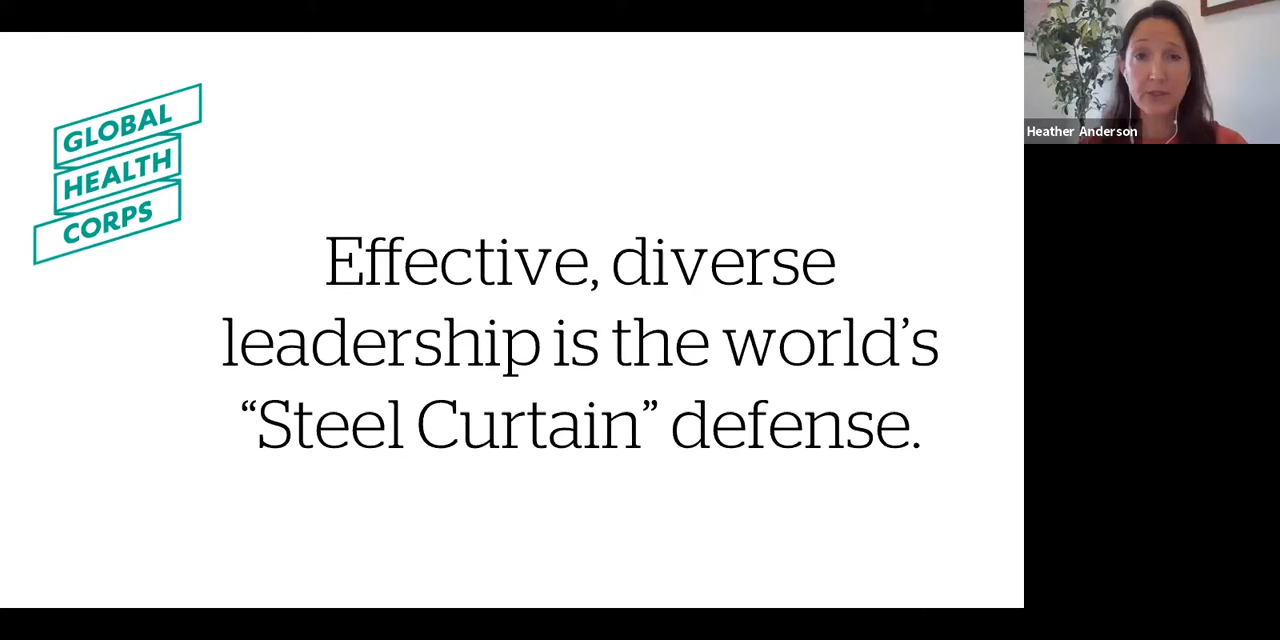 GLOBAL
HEALTH
CORPS
Effective, diverse
leadership is the world’s
“Steel Curtain” defense.
Heather Anderson